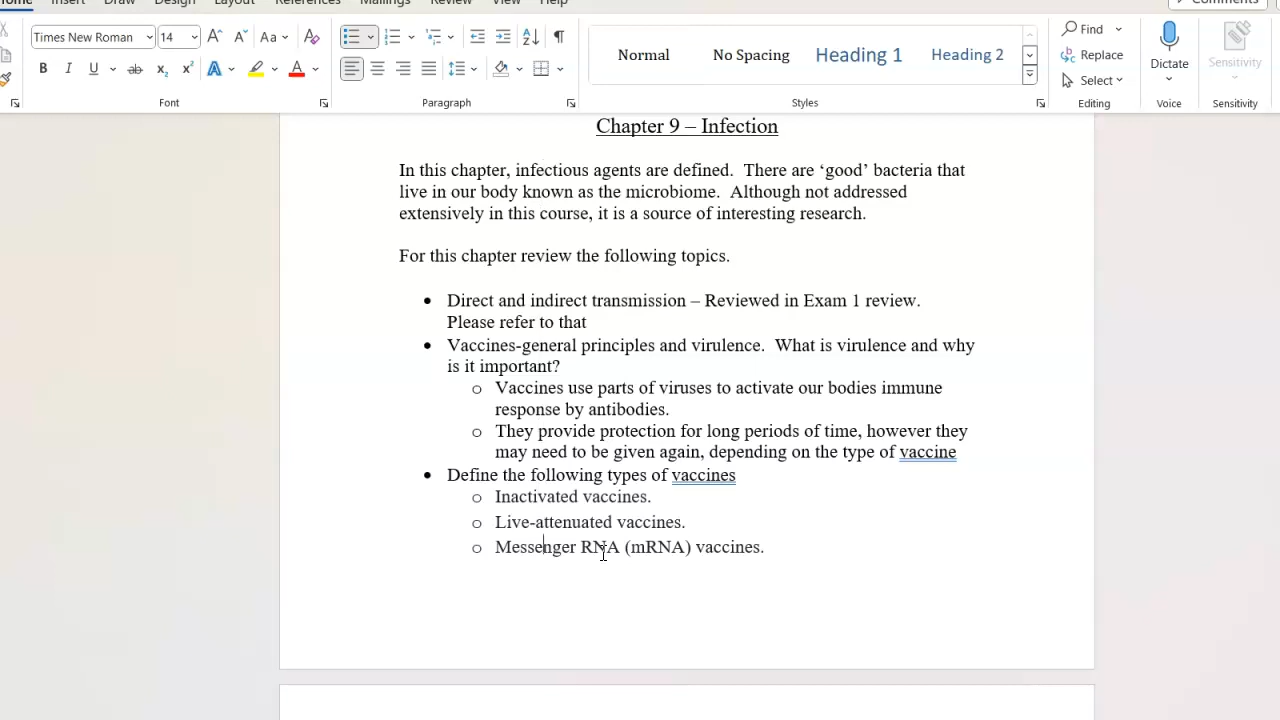 Home Insert Draw Design Layout References Mailings Review View Help Comments
Times New Roman 14 Aa Normal No Spacing Heading 1 Heading 2 Find Replace Select Dictate Sensitivity
Font Paragraph Styles Editing Voice Sensitivity
Chapter 9 – Infection
In this chapter, infectious agents are defined.  There are ‘good’ bacteria that
live in our body known as the microbiome.  Although not addressed
extensively in this course, it is a source of interesting research.
For this chapter review the following topics.
• Direct and indirect transmission – Reviewed in Exam 1 review.
Please refer to that
• Vaccines-general principles and virulence.  What is virulence and why
is it important?
o Vaccines use parts of viruses to activate our bodies immune
response by antibodies.
o They provide protection for long periods of time, however they
may need to be given again, depending on the type of vaccine
• Define the following types of vaccines
o Inactivated vaccines.
o Live-attenuated vaccines.
o Messenger RNA (mRNA) vaccines.